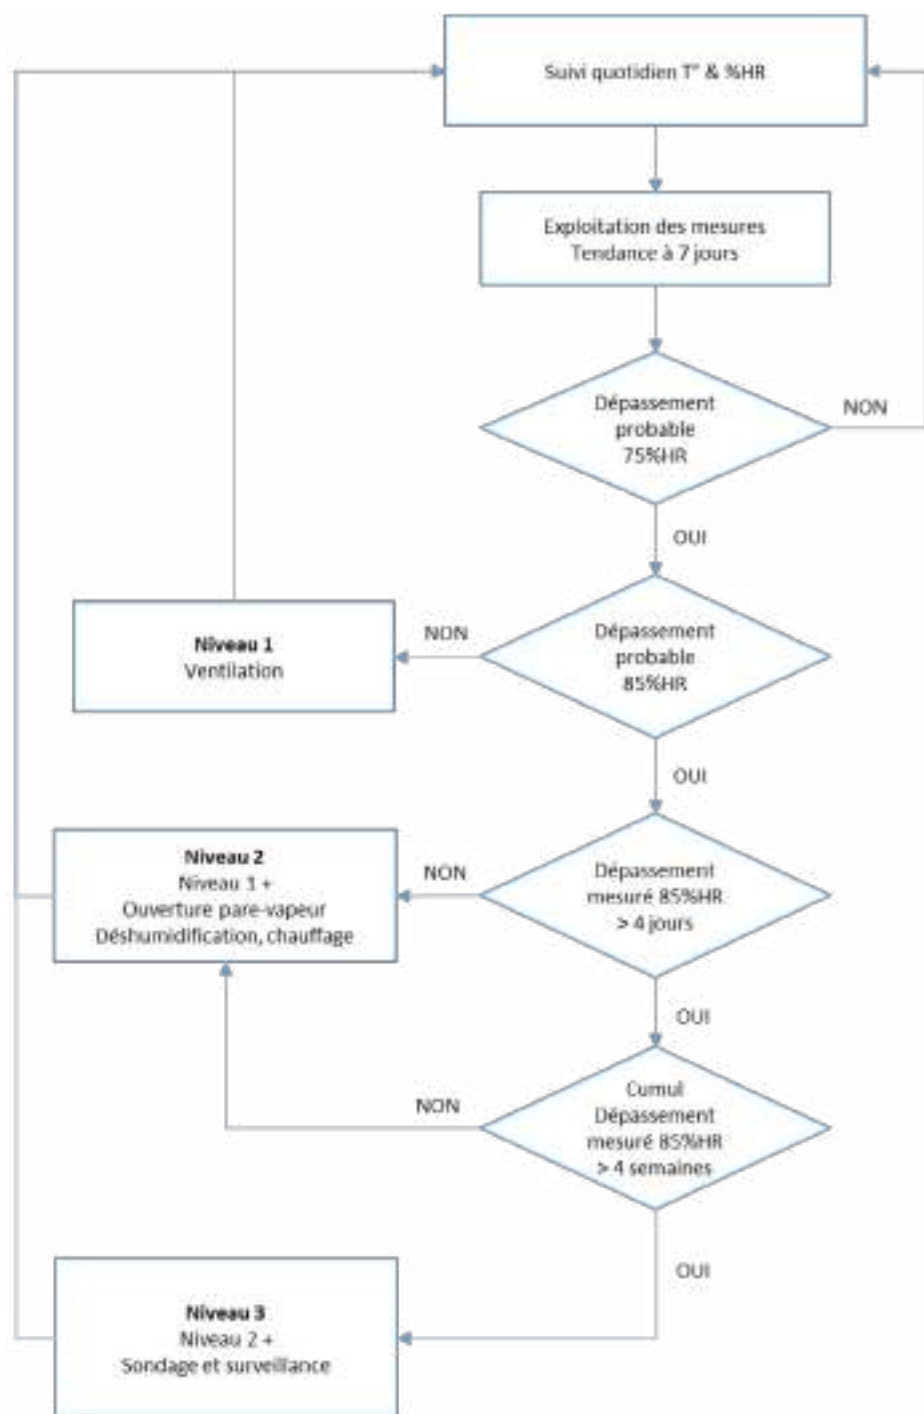 Suivi quotidien T° & %HR
Exploitation des mesures
Tendance à 7 jours
Dépassement
probable
75%HR
NON
OUI
Dépassement
probable
85%HR
NON
Niveau 1
Ventilation
OUI
Dépassement
mesuré 85%HR
> 4 jours
NON
Niveau 2
Niveau 1 +
Ouverture pare-vapeur
Déshumidification, chauffage
OUI
Cumul
Dépassement
mesuré 85%HR
> 4 semaines
NON
OUI
Niveau 3
Niveau 2 +
Sondage et surveillance